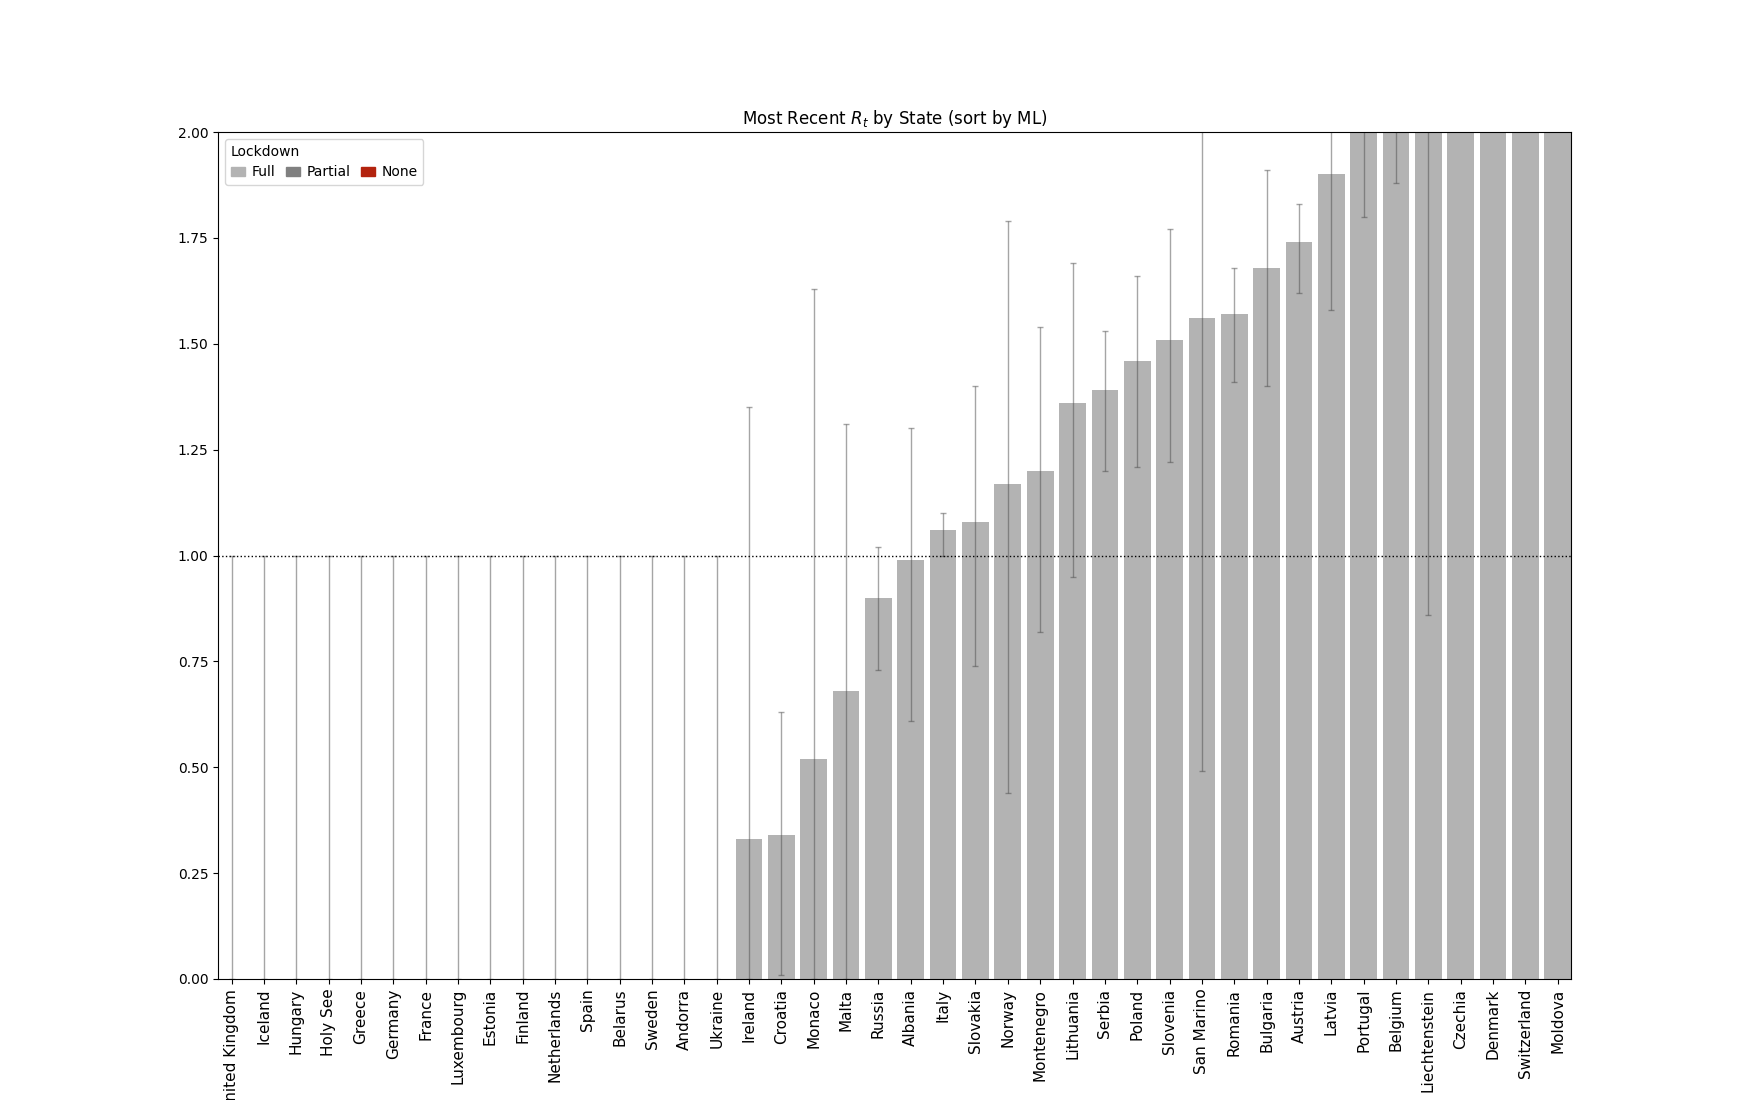 Most Recent R_t by State (sort by ML)
Lockdown
Full Partial None
2.00
1.75
1.50
1.25
1.00
0.75
0.50
0.25
0.00
nited Kingdom
Iceland
Hungary
Holy See
Greece
Germany
France
Luxembourg
Estonia
Finland
Netherlands
Spain
Belarus
Sweden
Andorra
Ukraine
Ireland
Croatia
Monaco
Malta
Russia
Albania
Italy
Slovakia
Norway
Montenegro
Lithuania
Serbia
Poland
Slovenia
San Marino
Romania
Bulgaria
Austria
Latvia
Portugal
Belgium
Liechtenstein
Czechia
Denmark
Switzerland
Moldova